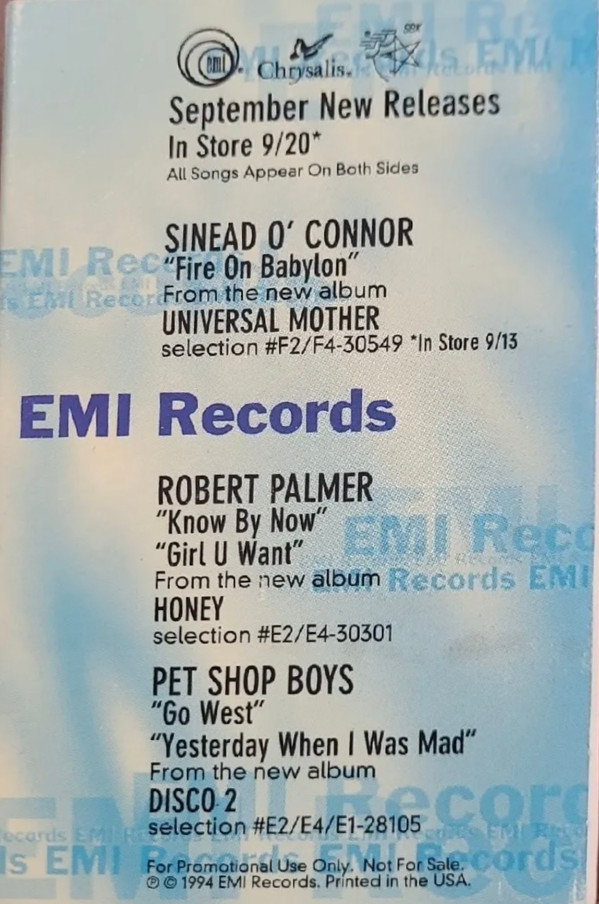 EMI
Chrysalis.
September New Releases
In Store 9/20*
All Songs Appear On Both Sides
SINEAD O' CONNOR
"Fire On Babylon"
From the new album
UNIVERSAL MOTHER
selection #F2/F4-30549 *In Store 9/13
EMI Records
ROBERT PALMER
"Know By Now"
"Girl U Want"
From the new album
HONEY
selection #E2/E4-30301
PET SHOP BOYS
"Go West"
"Yesterday When I Was Mad"
From the new album
DISCO 2
selection #E2/E4/E1-28105
For Promotional Use Only. Not For Sale.
℗ © 1994 EMI Records. Printed in the USA.